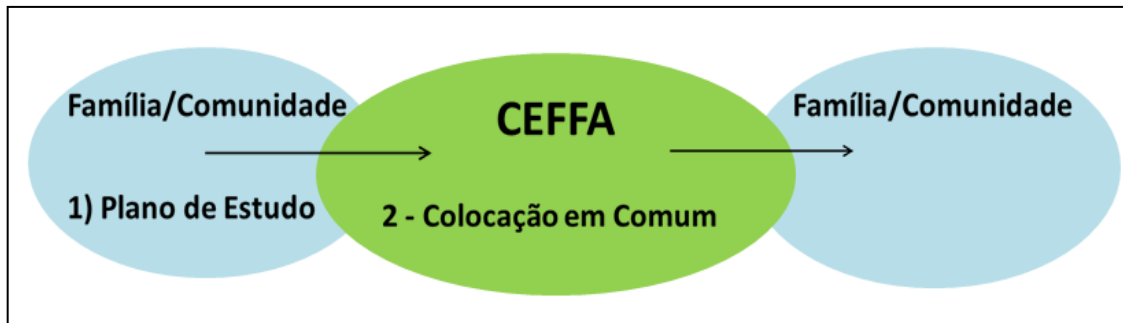 Família/Comunidade
1) Plano de Estudo
CEFFA
2 - Colocação em Comum
Família/Comunidade